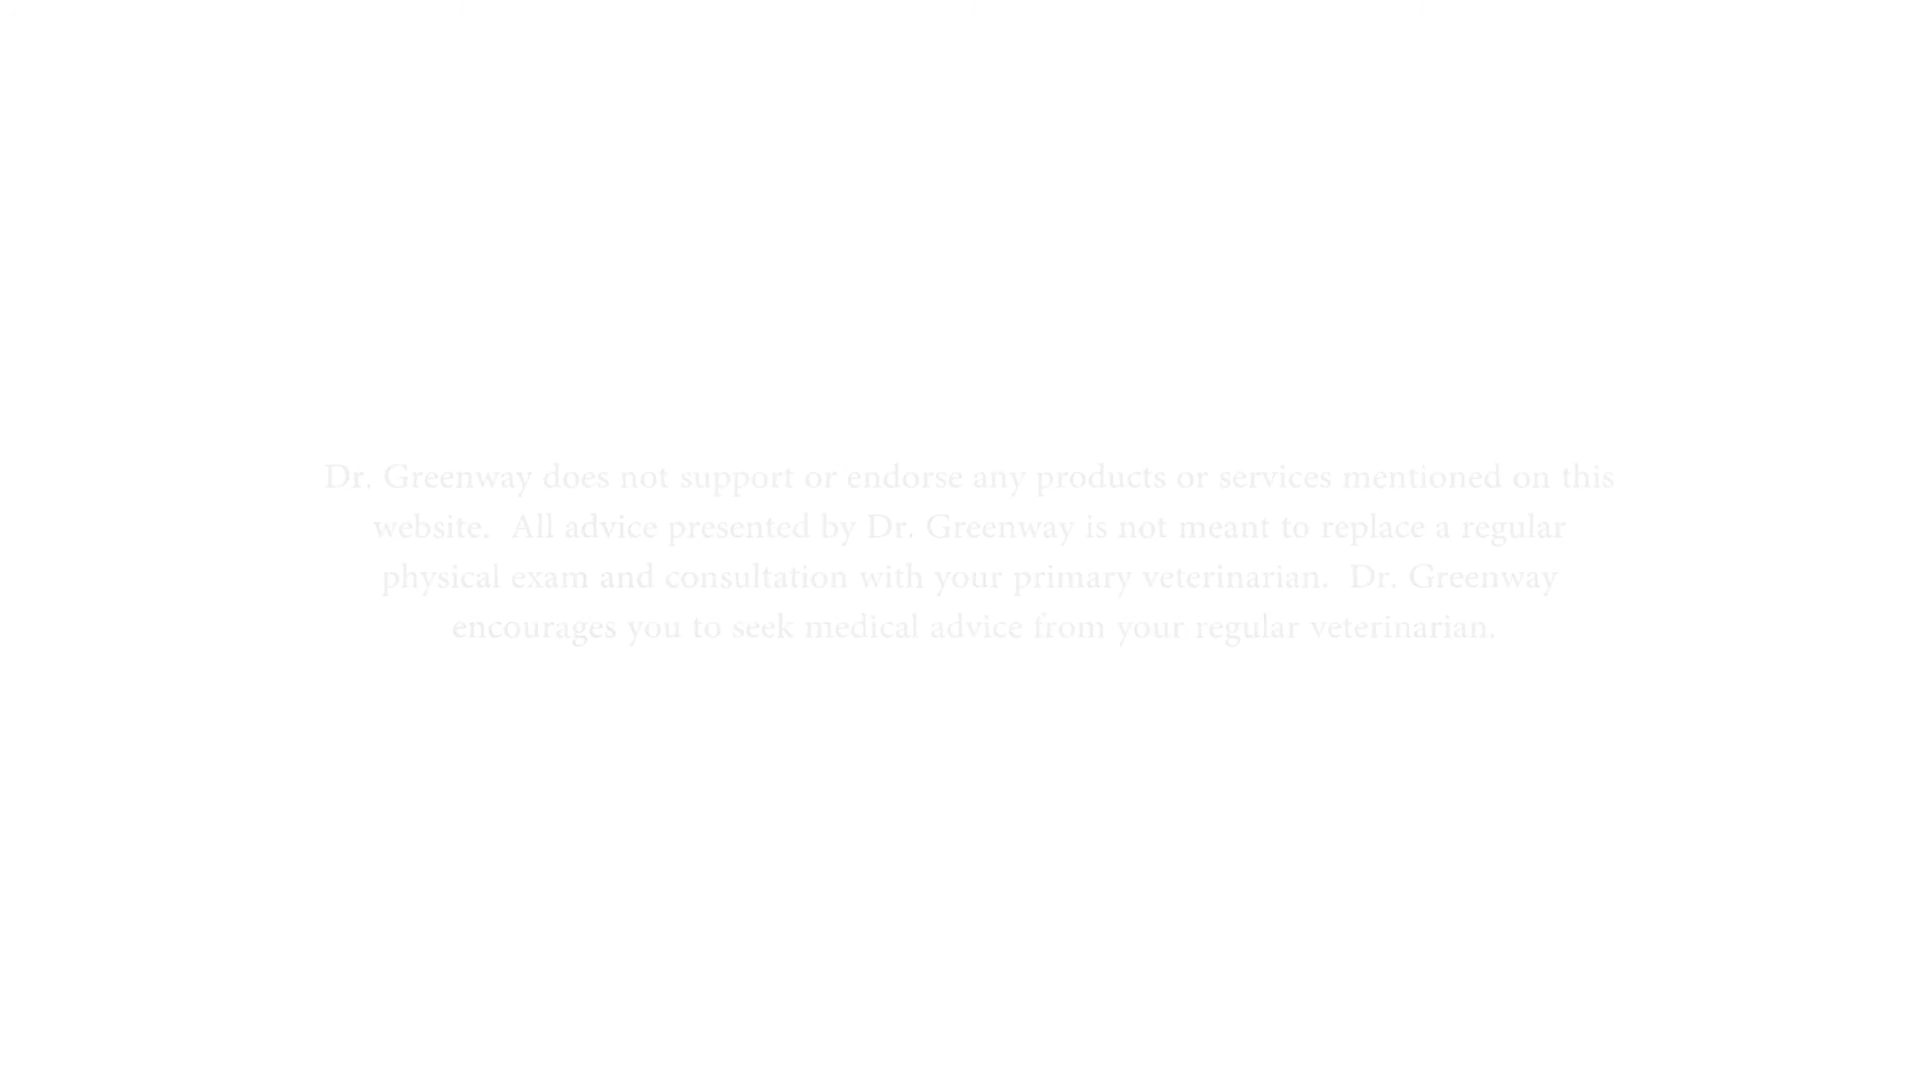 Dr. Greenway does not support or endorse any products or services mentioned on this
website.  All advice presented by Dr. Greenway is not meant to replace a regular
physical exam and consultation with your primary veterinarian.  Dr. Greenway
encourages you to seek medical advice from your regular veterinarian.